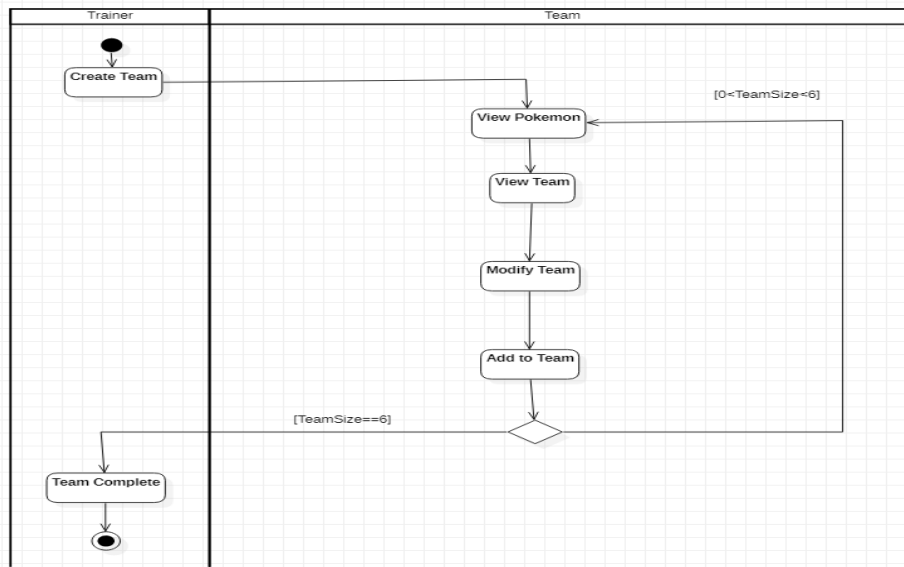 Trainer
Team
Create Team
[0<TeamSize<6]
View Pokemon
View Team
Modify Team
Add to Team
[TeamSize==6]
Team Complete